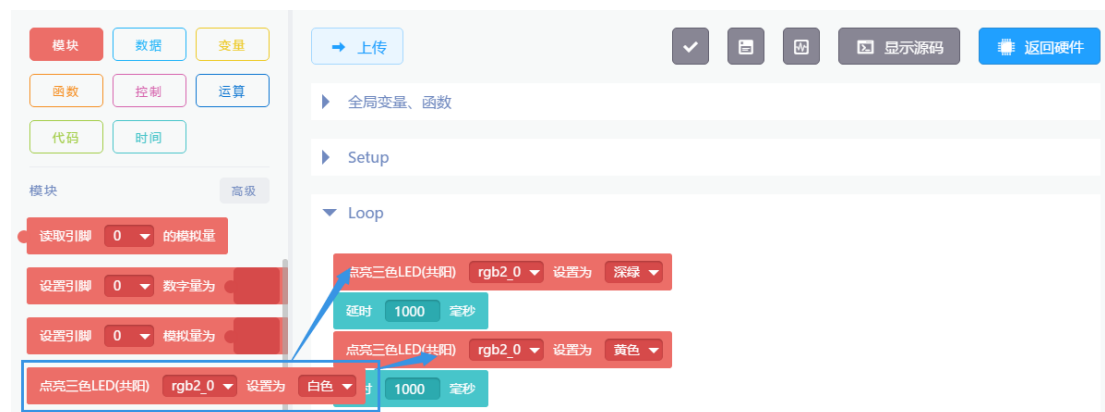 模块 数据 变量
函数 控制 运算
代码 时间
模块 高级
读取引脚 0 的模拟量
设置引脚 0 数字量为
设置引脚 0 模拟量为
点亮三色LED(共阳) rgb2_0 设置为 白色
上传 显示源码 返回硬件
全局变量、函数
Setup
Loop
点亮三色LED(共阳) rgb2_0 设置为 深绿
延时 1000 毫秒
点亮三色LED(共阳) rgb2_0 设置为 黄色
时 1000 毫秒